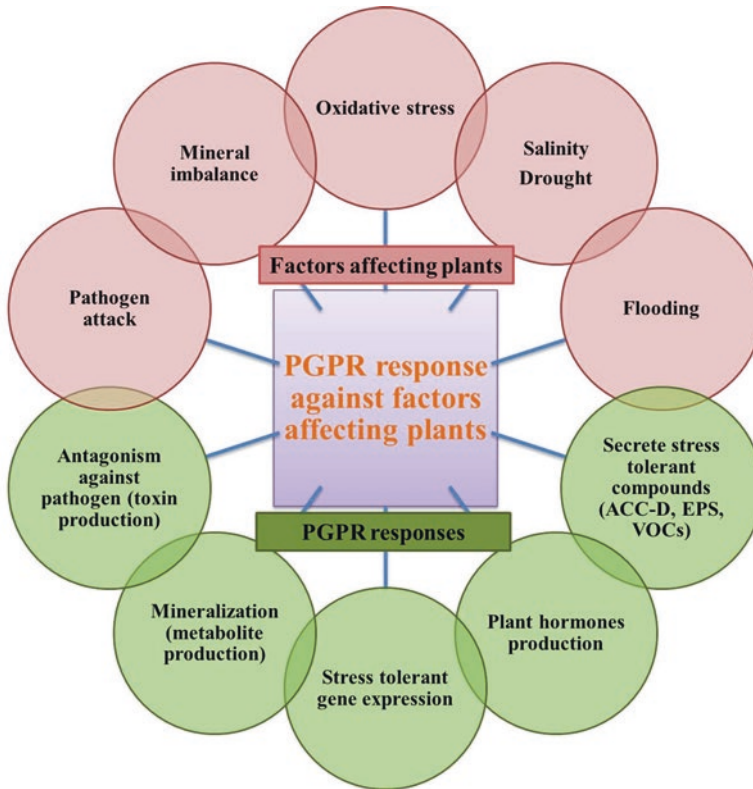 Oxidative stress
Mineral
imbalance
Salinity
Drought
Factors affecting plants
Pathogen
attack
Flooding
PGPR response
against factors
affecting plants
Antagonism
against
pathogen (toxin
production)
Secrete stress
tolerant
compounds
(ACC-D, EPS,
VOCs)
PGPR responses
Mineralization
(metabolite
production)
Plant hormones
production
Stress tolerant
gene expression